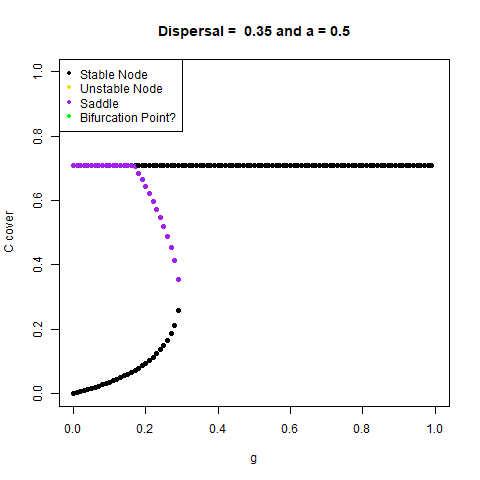 Dispersal =  0.35 and a = 0.5
Stable Node
Unstable Node
Saddle
Bifurcation Point?
C cover
1.0
0.8
0.6
0.4
0.2
0.0
0.0 0.2 0.4 0.6 0.8 1.0
g